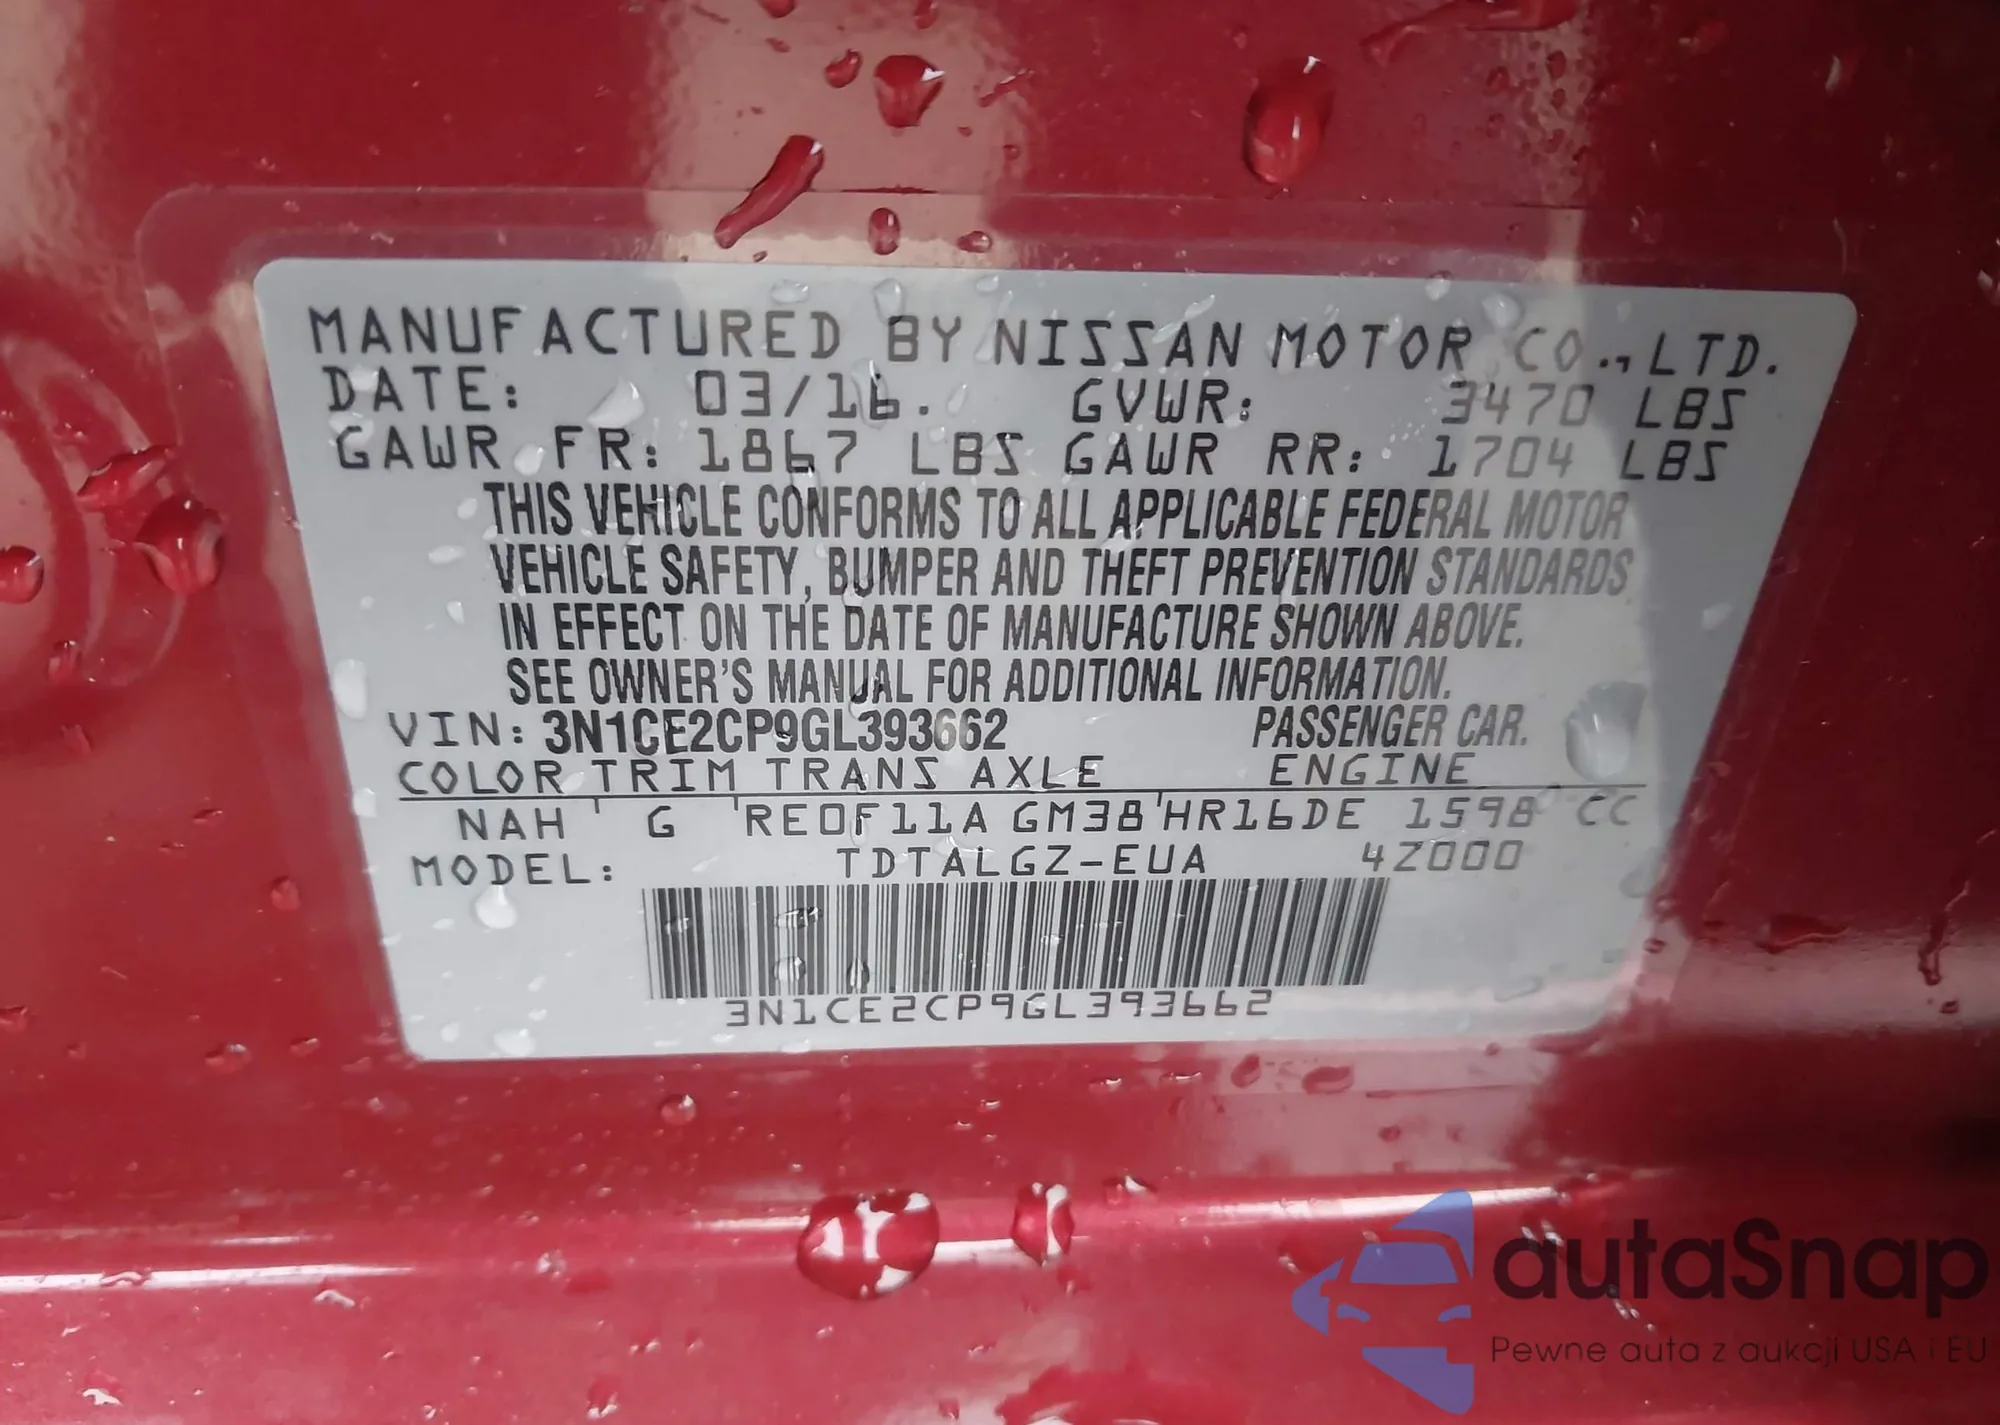 MANUFACTURED BY NISSAN MOTOR CO., LTD.
DATE: 03/16. GVWR: 3470 LBS
GAWR FR: 1867 LBS GAWR RR: 1704 LBS
THIS VEHICLE CONFORMS TO ALL APPLICABLE FEDERAL MOTOR
VEHICLE SAFETY, BUMPER AND THEFT PREVENTION STANDARDS
IN EFFECT ON THE DATE OF MANUFACTURE SHOWN ABOVE.
SEE OWNER'S MANUAL FOR ADDITIONAL INFORMATION.
VIN: 3N1CE2CP9GL393662 PASSENGER CAR.
COLOR TRIM TRANS AXLE ENGINE
NAH G RE0F11A GM38 HR16DE 1598 CC
MODEL: TDTALGZ-EUA 4Z000
3N1CE2CP9GL393662
autaSnap
Pewne auta z aukcji USA i EU